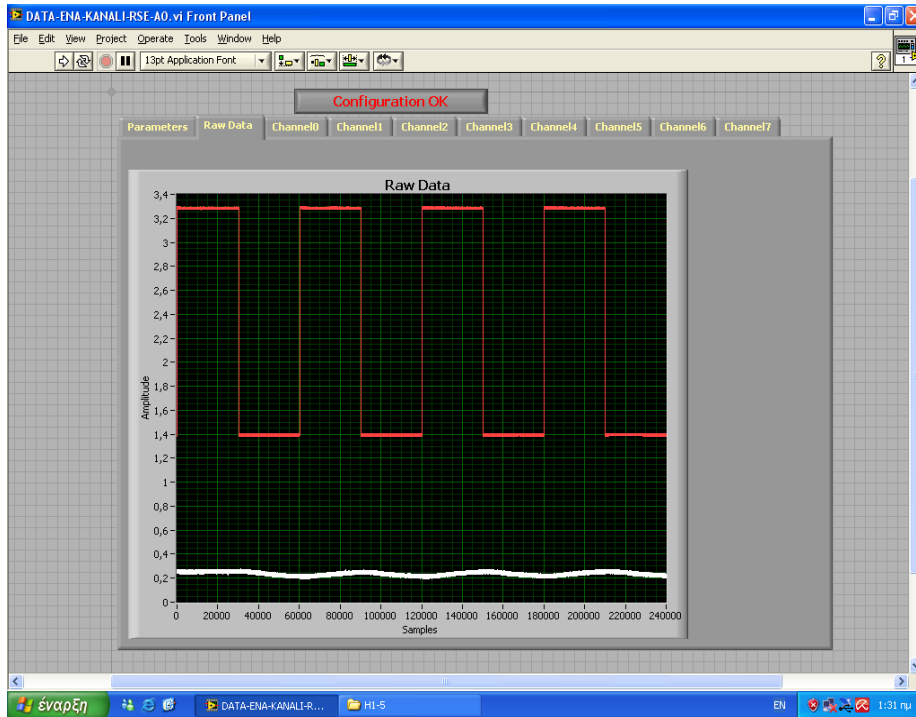 DATA-ENA-KANALI-RSE-AO.vi Front Panel
File Edit View Project Operate Tools Window Help
13pt Application Font
?
1
Configuration OK
Parameters Raw Data Channel0 Channel1 Channel2 Channel3 Channel4 Channel5 Channel6 Channel7
Raw Data
3,4
3,2
3
2,8
2,6
2,4
2,2
2
1,8
1,6
1,4
1,2
1
0,8
0,6
0,4
0,2
0
Amplitude
0 20000 40000 60000 80000 100000 120000 140000 160000 180000 200000 220000 240000
Samples
έναρξη DATA-ENA-KANALI-R... H1-5 EN 1:31 πμ